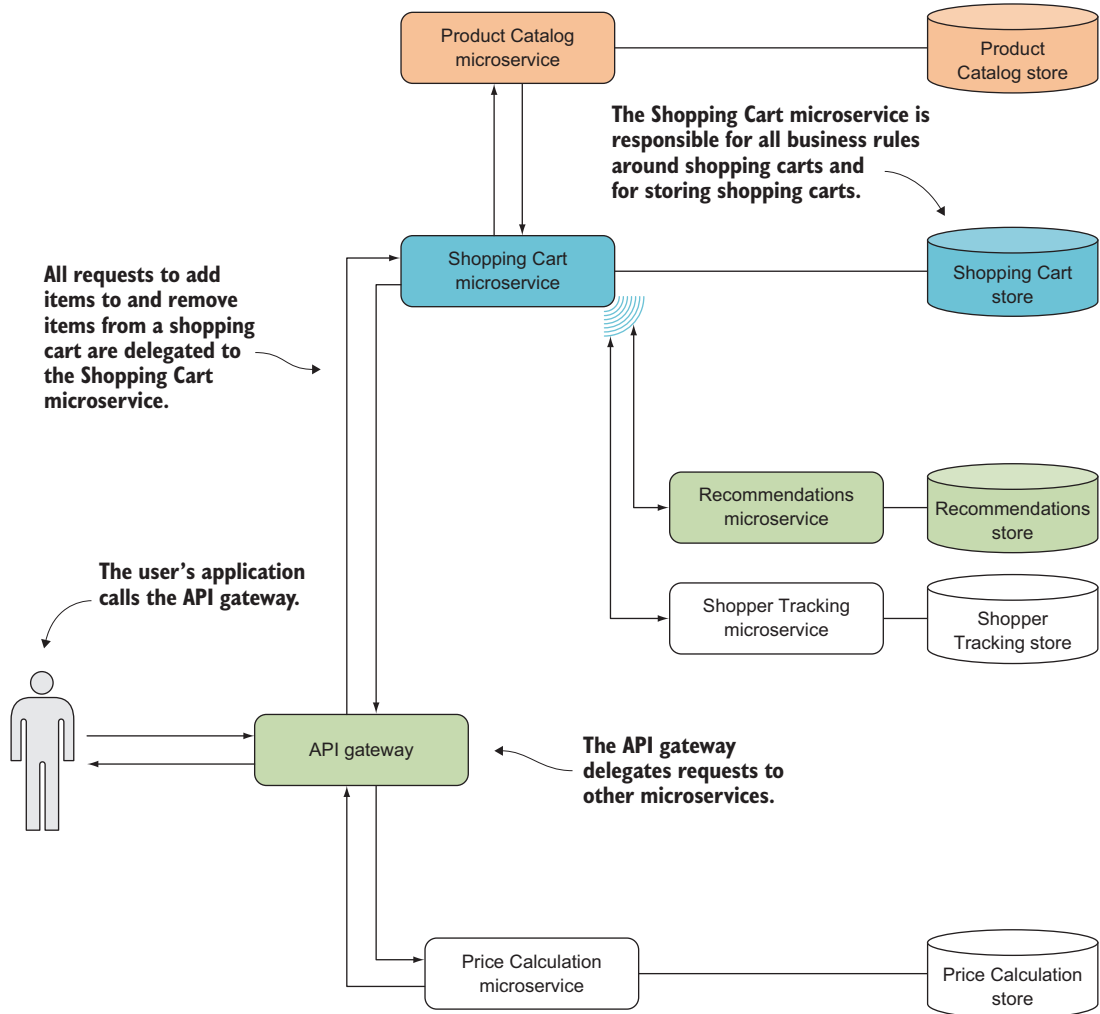 Product Catalog
microservice
Product
Catalog store
The Shopping Cart microservice is
responsible for all business rules
around shopping carts and
for storing shopping carts.
Shopping Cart
microservice
Shopping Cart
store
All requests to add
items to and remove
items from a shopping
cart are delegated to
the Shopping Cart
microservice.
Recommendations
microservice
Recommendations
store
The user’s application
calls the API gateway.
Shopper Tracking
microservice
Shopper
Tracking store
API gateway
The API gateway
delegates requests to
other microservices.
Price Calculation
microservice
Price Calculation
store